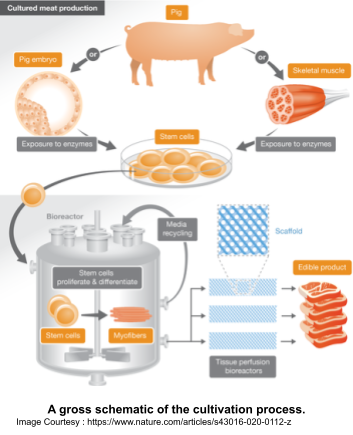 Cultured meat production
Pig
or
or
Pig embryo
Skeletal muscle
Stem cells
Exposure to enzymes
Exposure to enzymes
Bioreactor
Media
recycling
Scaffold
Stem cells
proliferate & differentiate
Edible product
Stem cells
Myofibers
Tissue perfusion
bioreactors
A gross schematic of the cultivation process.
Image Courtesy : https://www.nature.com/articles/s43016-020-0112-z